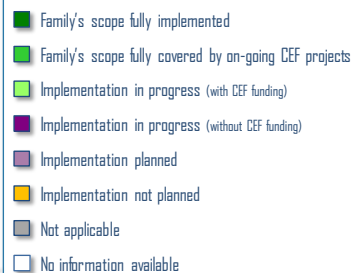 Family's scope fully implemented
Family's scope fully covered by on-going CEF projects
Implementation in progress (with CEF funding)
Implementation in progress (without CEF funding)
Implementation planned
Implementation not planned
Not applicable
No information available